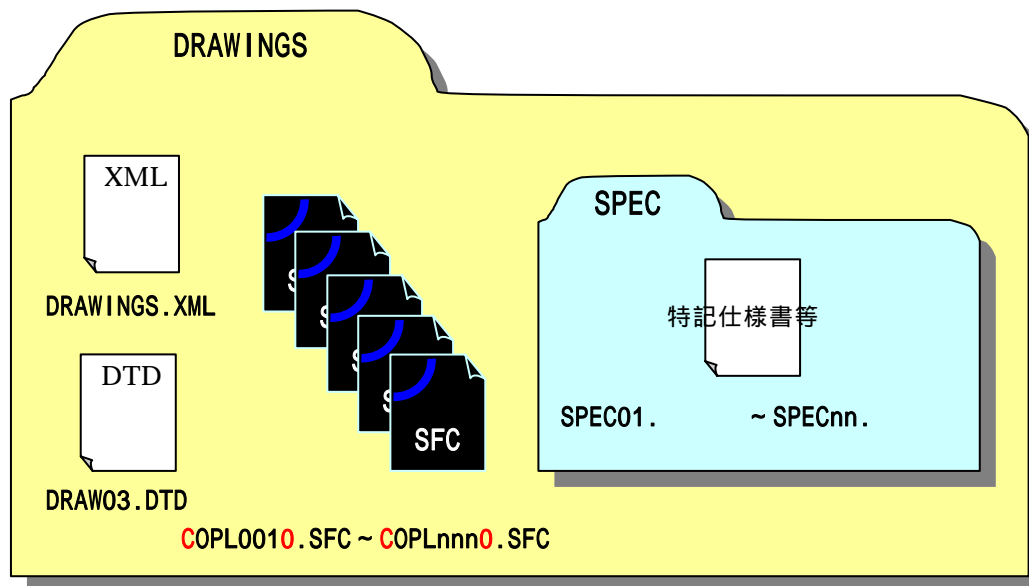 DRAWINGS
XML
DRAWINGS.XML
DTD
DRAW03.DTD
S
S
S
S
SFC
COPL0010.SFC~COPLnnn0.SFC
SPEC
特記仕様書等
SPEC01. ~SPECnn.